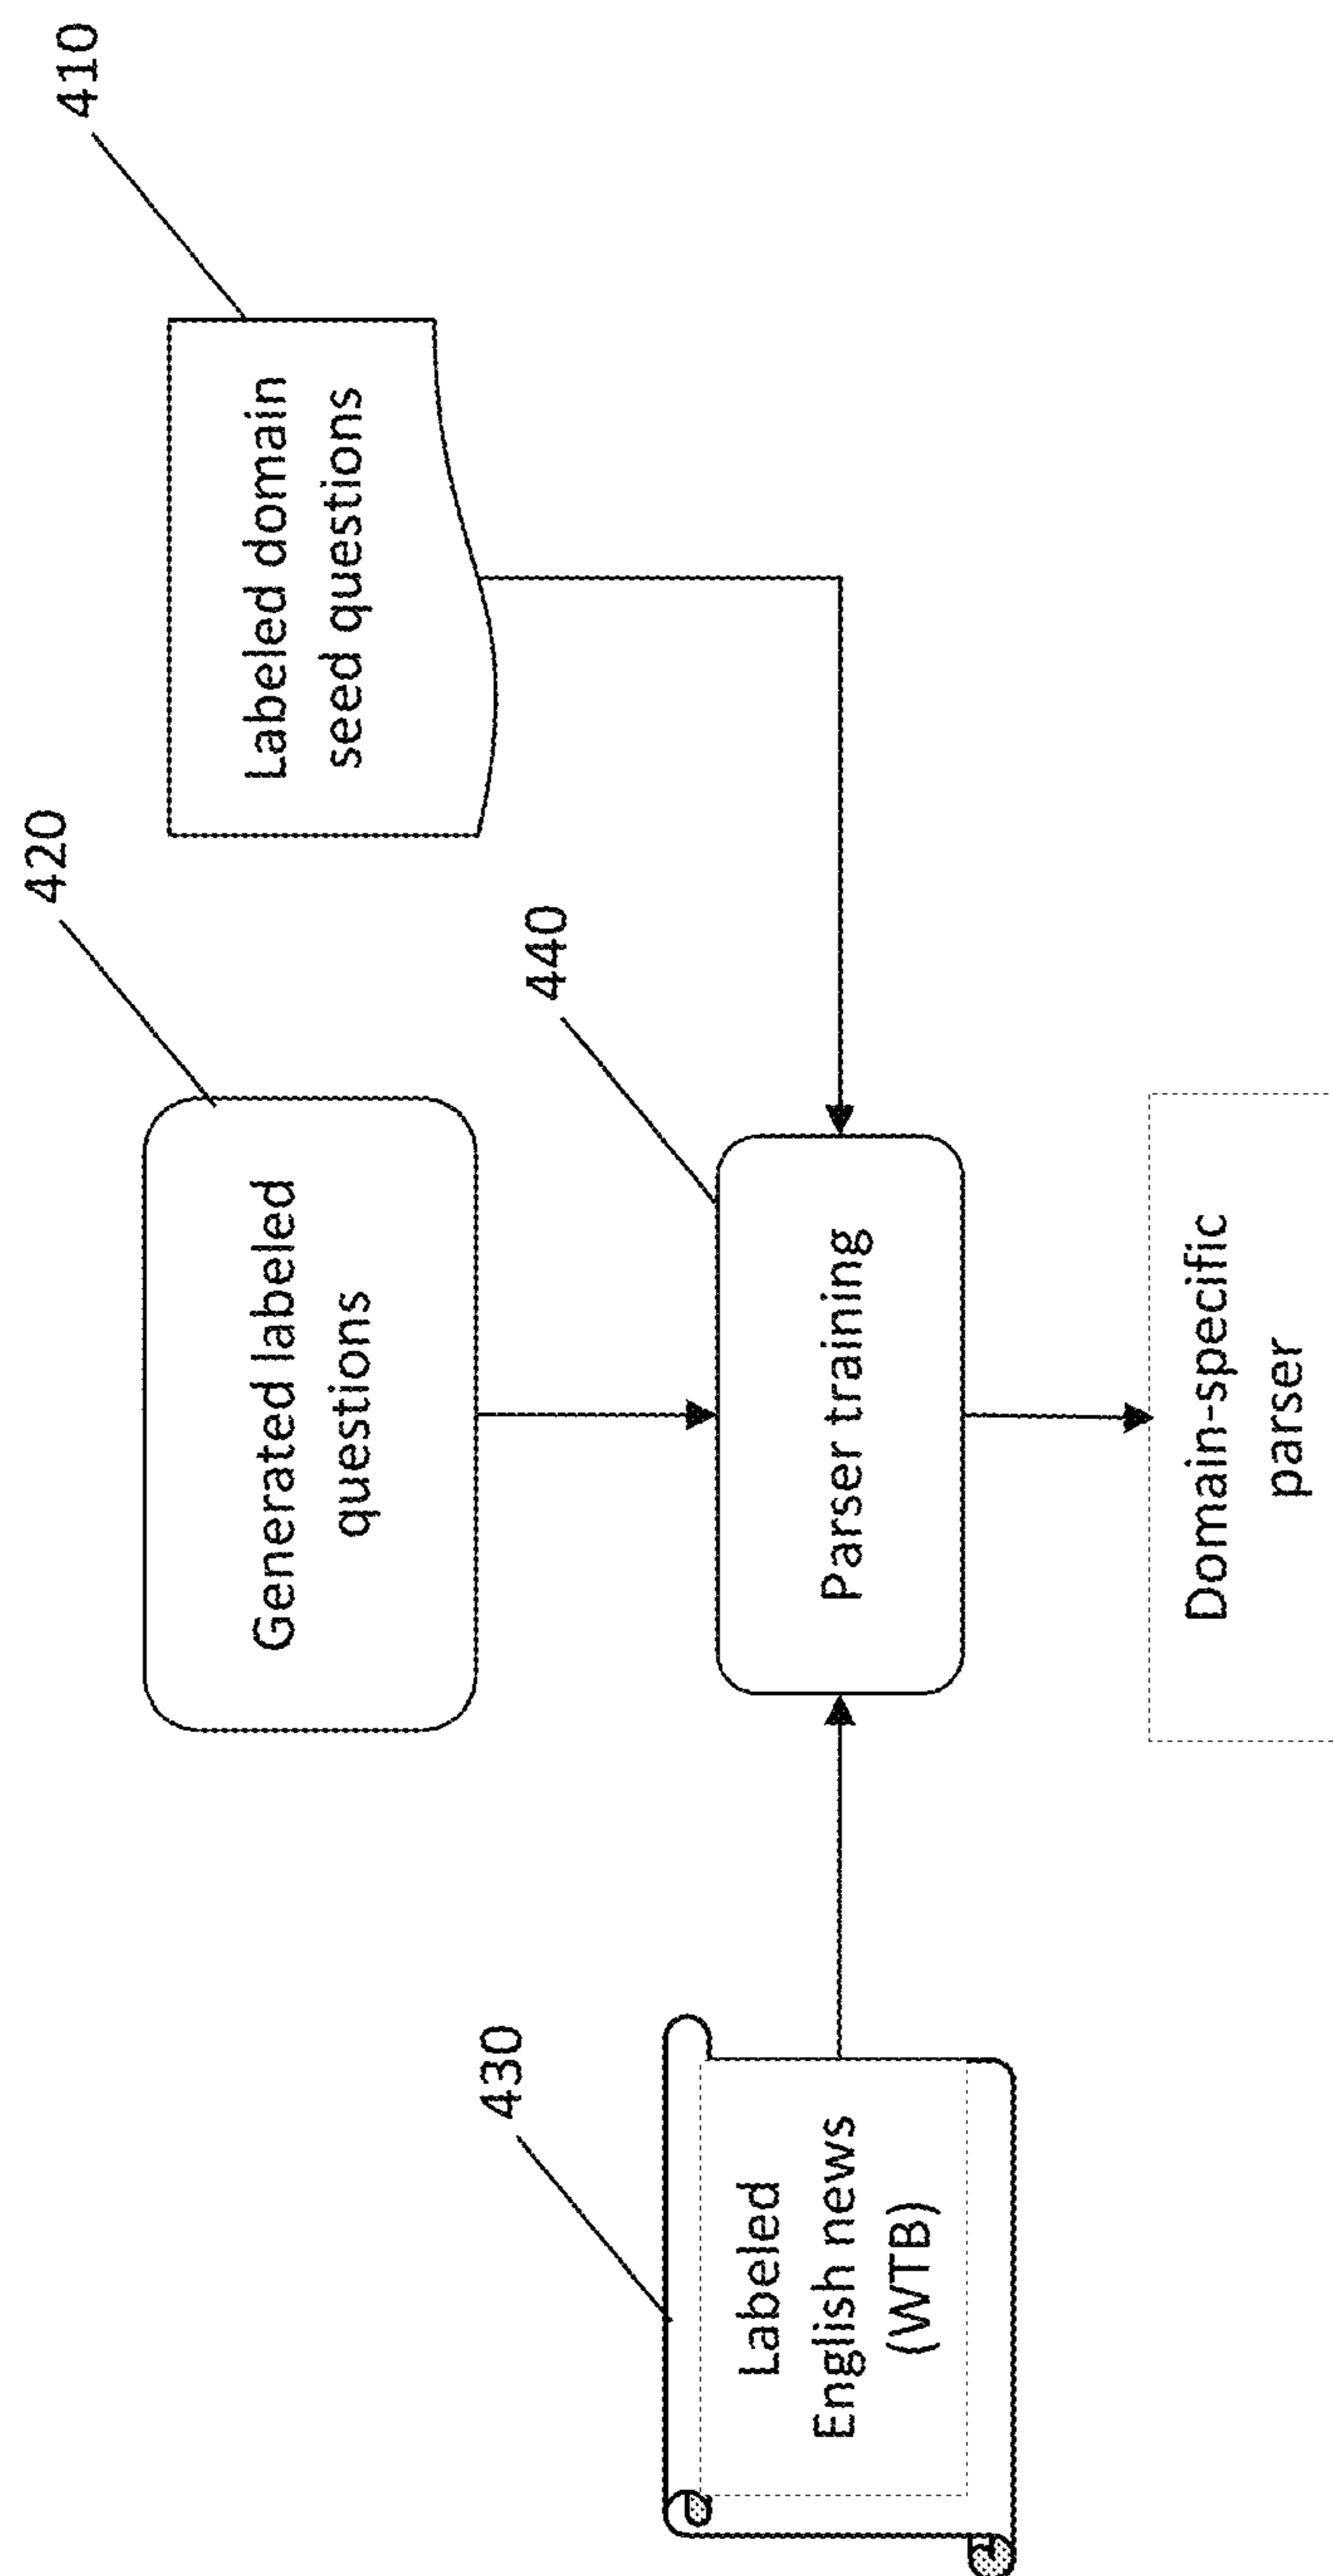 420
410
Generated labeled
questions
Labeled domain
seed questions
430
440
Labeled
English news
(WTB)
Parser training
Domain-specific
parser